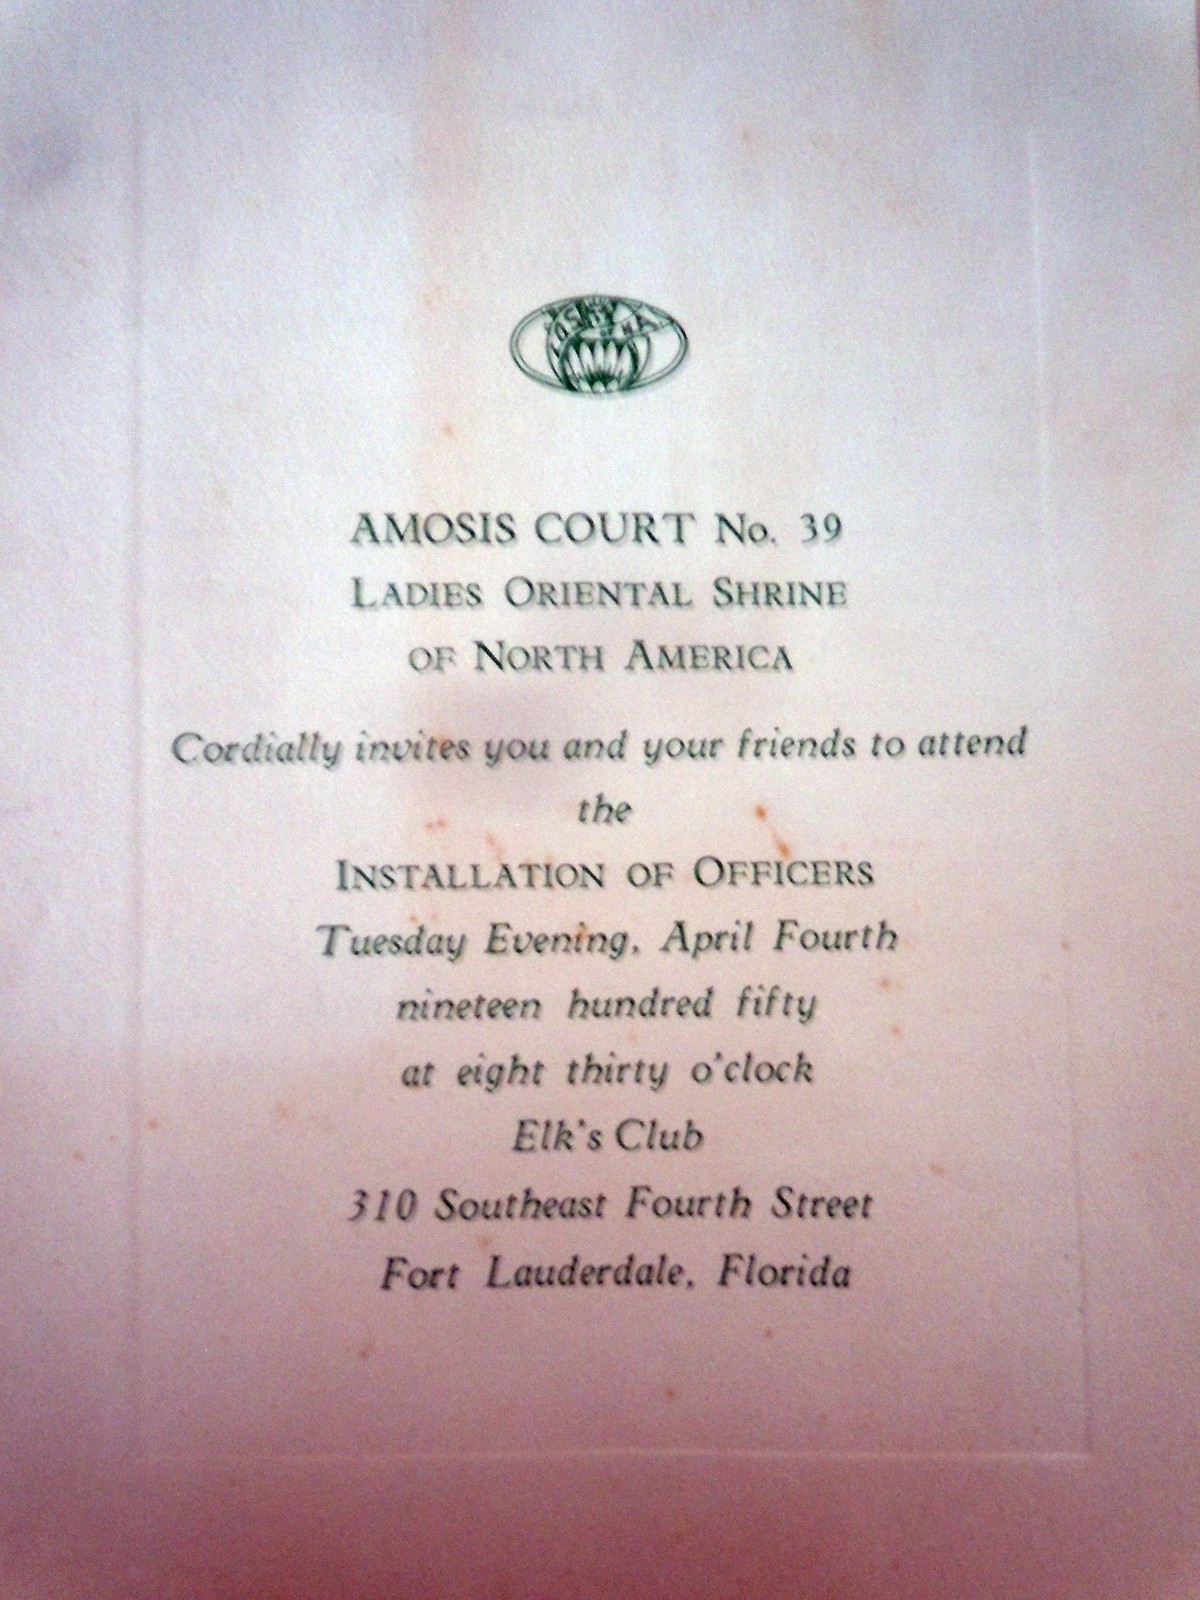 AMOSIS COURT No. 39
LADIES ORIENTAL SHRINE
OF NORTH AMERICA
Cordially invites you and your friends to attend
the
INSTALLATION OF OFFICERS
Tuesday Evening, April Fourth
nineteen hundred fifty
at eight thirty o'clock
Elk's Club
310 Southeast Fourth Street
Fort Lauderdale, Florida